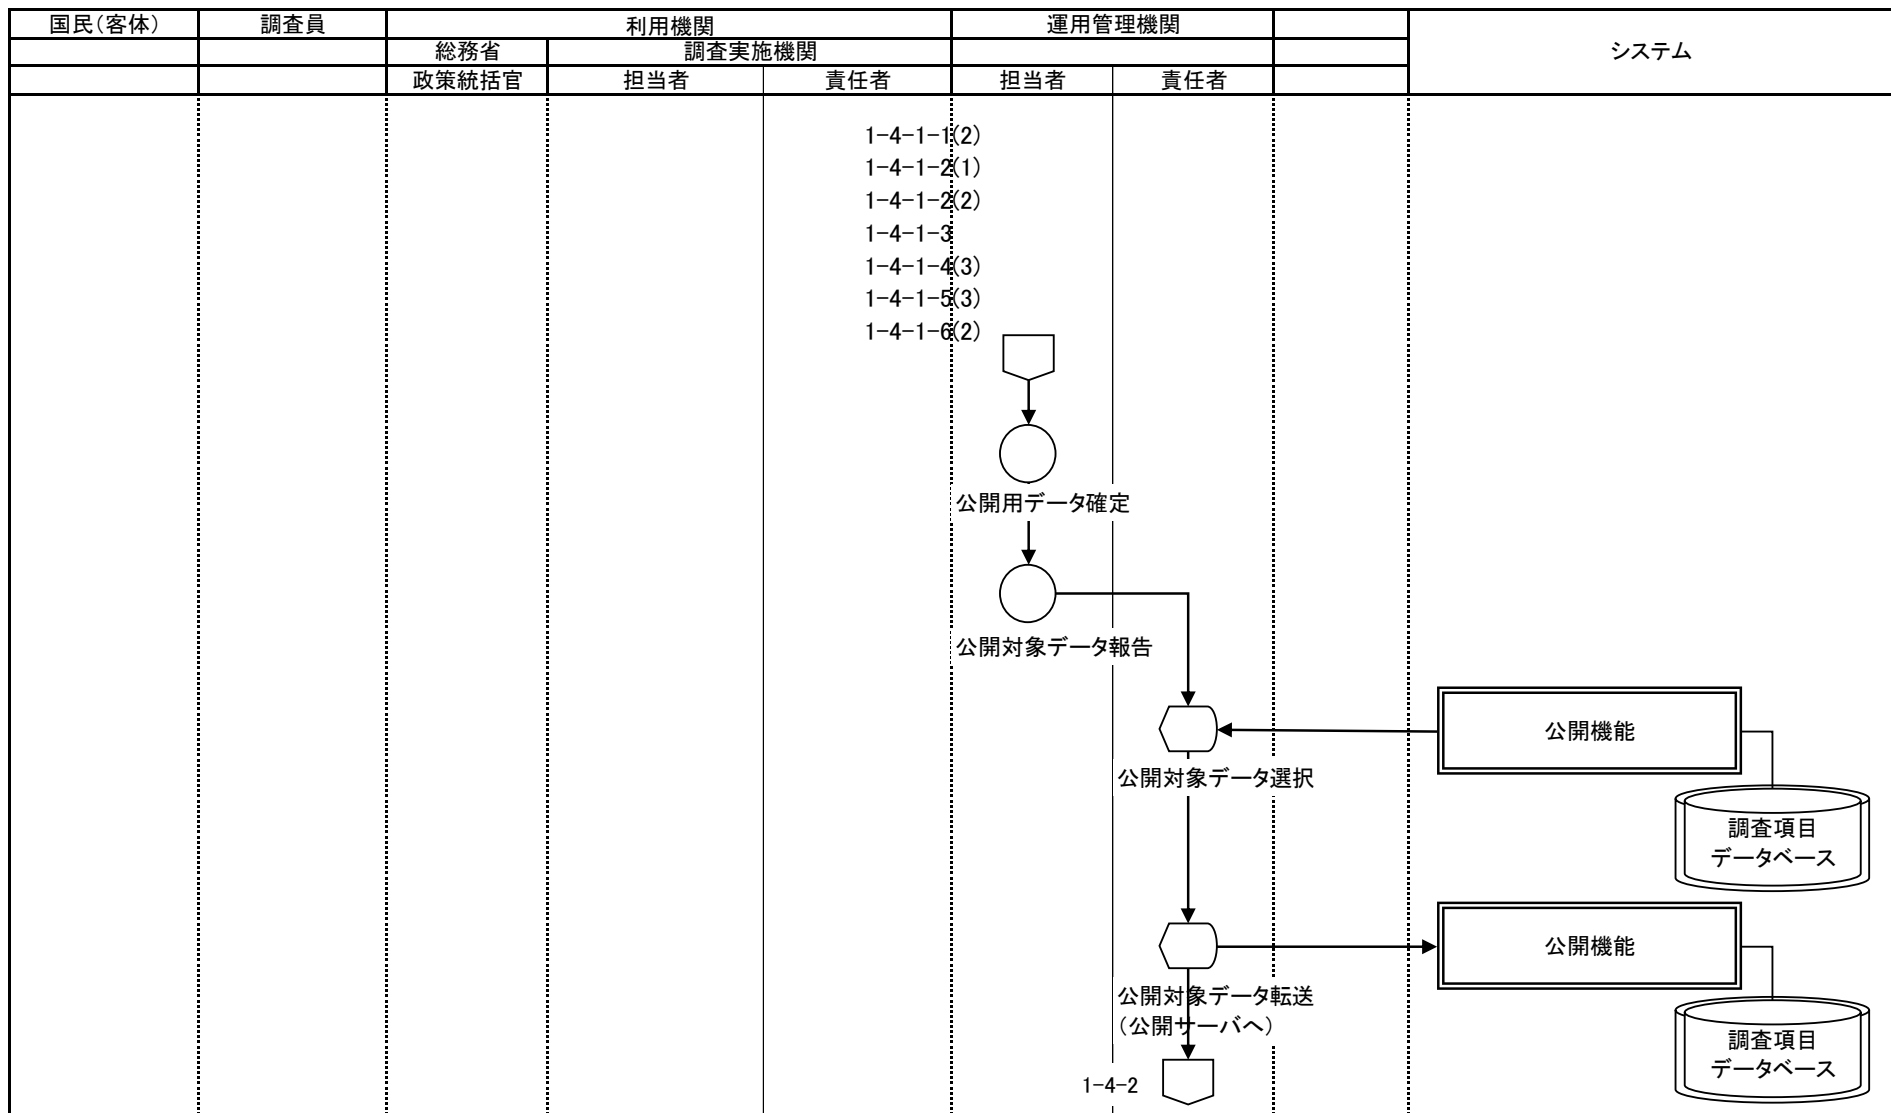 国民（客体）
調査員
利用機関
運用管理機関
システム
総務省
調査実施機関
政策統括官
担当者
責任者
担当者
責任者
1-4-1-1(2)
1-4-1-2(1)
1-4-1-2(2)
1-4-1-3
1-4-1-4(3)
1-4-1-5(3)
1-4-1-6(2)
公開用データ確定
公開対象データ報告
公開機能
公開対象データ選択
調査項目
データベース
公開機能
公開対象データ転送
（公開サーバへ）
調査項目
データベース
1-4-2